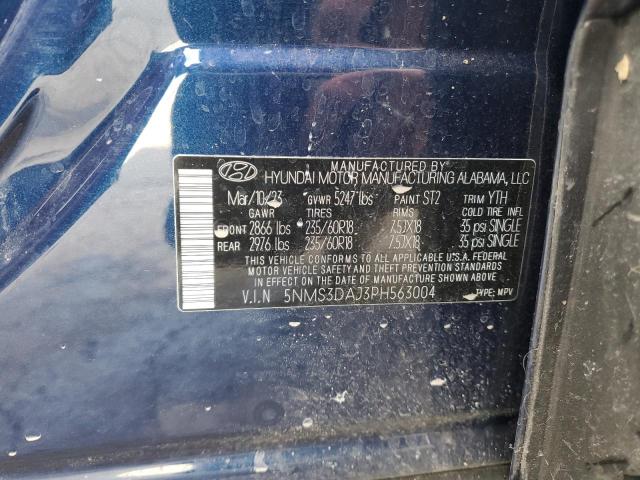 MANUFACTURED BY
HYUNDAI MOTOR MANUFACTURING ALABAMA, LLC
Mar/10/23 GVWR 5247 lbs PAINT ST2 TRIM YTH
GAWR TIRES RIMS COLD TIRE INFL
FRONT 2866 lbs 235/60R18 7.5JX18 35 psi SINGLE
REAR 2976 lbs 235/60R18 7.5JX18 35 psi SINGLE
THIS VEHICLE CONFORMS TO ALL APPLICABLE U.S.A. FEDERAL
MOTOR VEHICLE SAFETY, BUMPER, AND THEFT PREVENTION STANDARDS
IN EFFECT ON THE DATE OF MANUFACTURE SHOWN ABOVE.
V.I.N 5NMS3DAJ3PH563004 TYPE: MPV